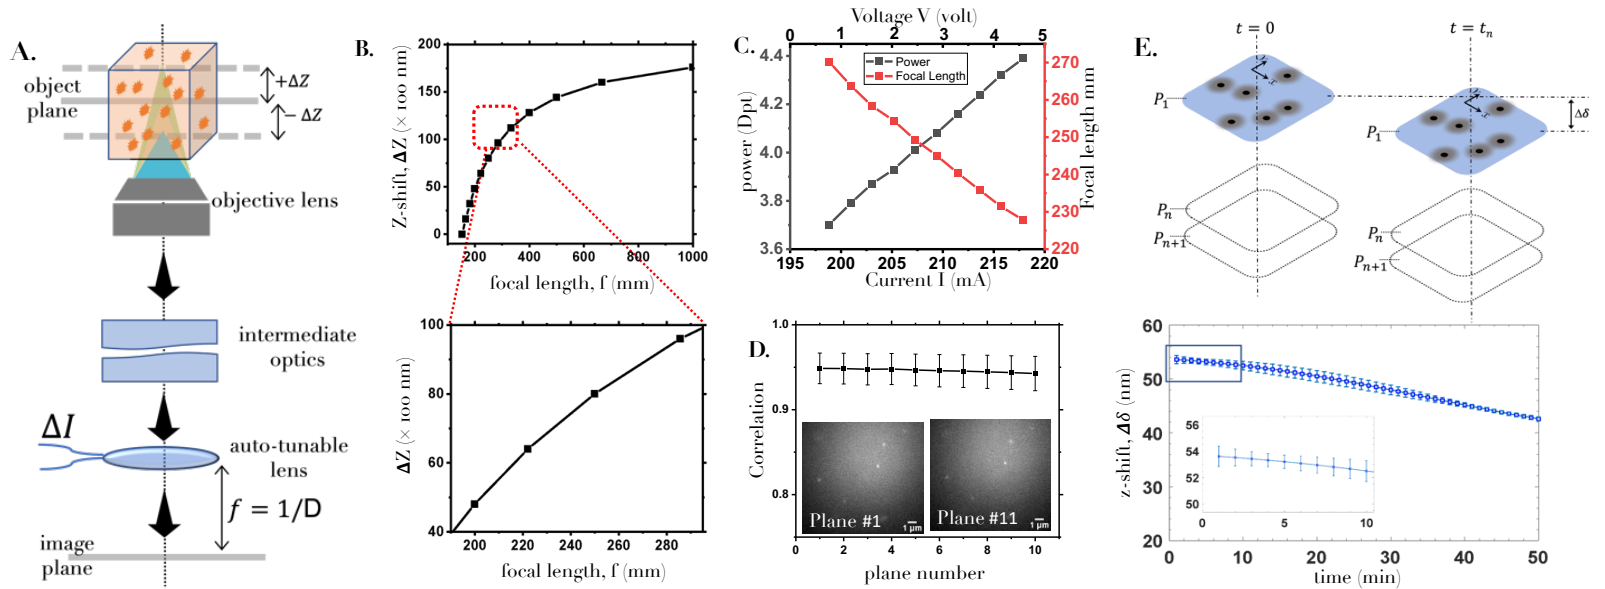 A.
object
plane
+ΔZ
− ΔZ
objective lens
intermediate
optics
ΔI
auto-tunable
lens
f = 1/D
image
plane
B.
Z-shift, ΔZ (× 100 nm)
200
150
100
50
0
200 400 600 800 1000
focal length, f (mm)
ΔZ (× 100 nm)
100
80
60
40
200 220 240 260 280
focal length, f (mm)
C.
Voltage V (volt)
0 1 2 3 4 5
power (Dpt)
4.4
4.2
4.0
3.8
3.6
Power
Focal Length
270
260
250
240
230
220
Focal length mm
195 200 205 210 215 220
Current I (mA)
D.
Correlation
1.0
0.9
0.8
Plane #1
1 μm
Plane #11
1 μm
0 2 4 6 8 10
plane number
E.
t = 0
t = tn
P1
P1
Δδ
Pn
Pn+1
Pn
Pn+1
z-shift, Δδ (nm)
60
50
40
30
20
56
54
52
50
0 5 10
0 10 20 30 40 50
time (min)